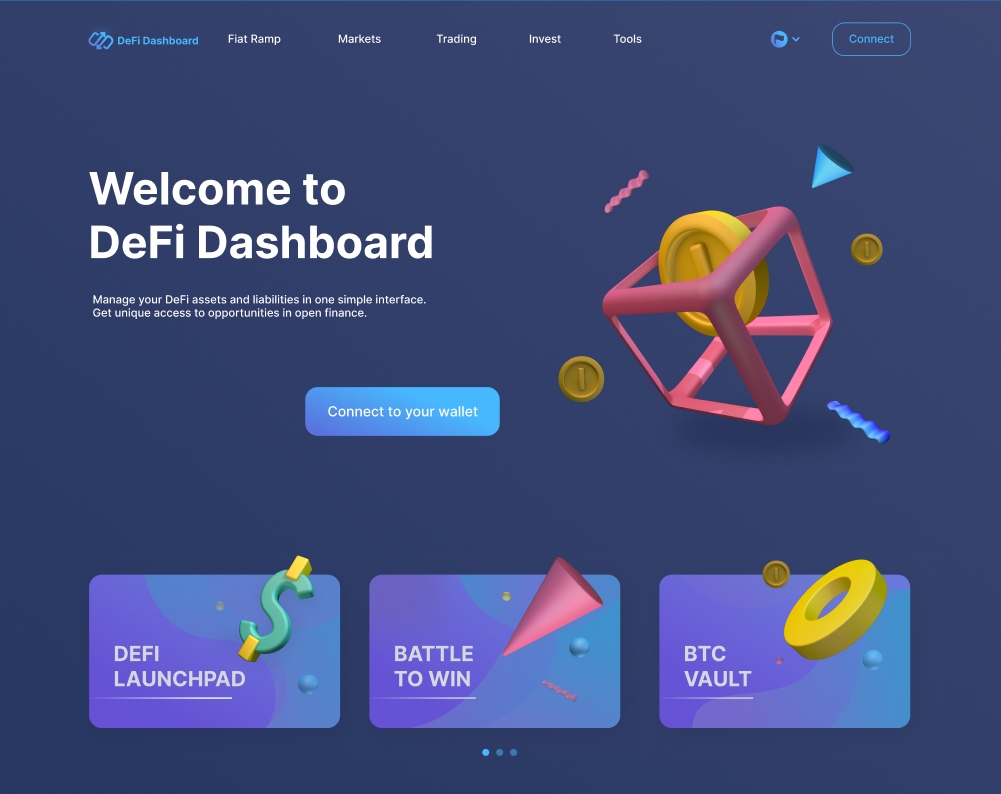 DeFi Dashboard
Fiat Ramp
Markets
Trading
Invest
Tools
Connect
Welcome to
DeFi Dashboard
Manage your DeFi assets and liabilities in one simple interface.
Get unique access to opportunities in open finance.
Connect to your wallet
DEFI
LAUNCHPAD
BATTLE
TO WIN
BTC
VAULT